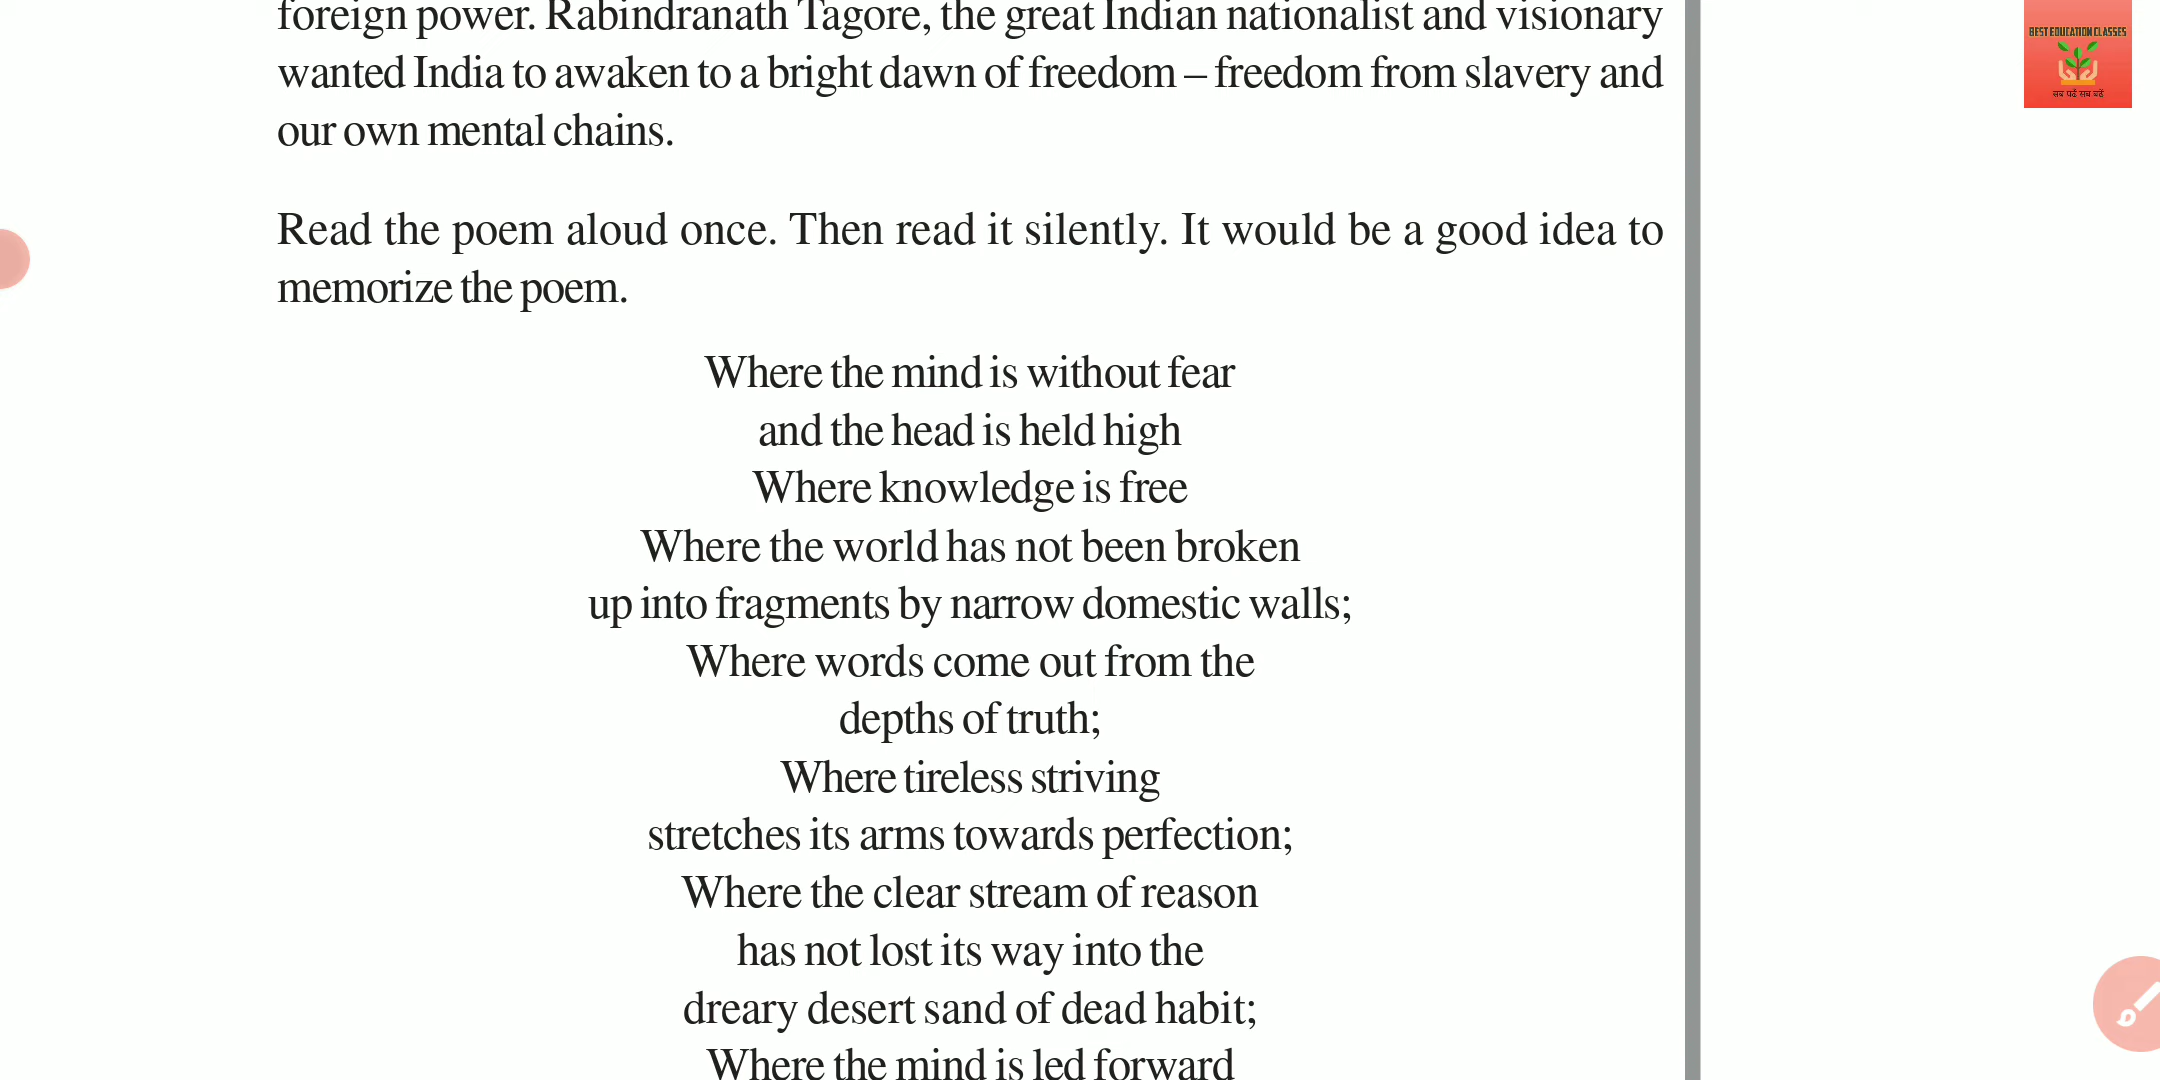 foreign power. Rabindranath Tagore, the great Indian nationalist and visionary
wanted India to awaken to a bright dawn of freedom – freedom from slavery and
our own mental chains.
Read the poem aloud once. Then read it silently. It would be a good idea to
memorize the poem.
Where the mind is without fear
and the head is held high
Where knowledge is free
Where the world has not been broken
up into fragments by narrow domestic walls;
Where words come out from the
depths of truth;
Where tireless striving
stretches its arms towards perfection;
Where the clear stream of reason
has not lost its way into the
dreary desert sand of dead habit;
Where the mind is led forward
BEST EDUCATION CLASSES
सब पढ़ें सब बढ़ें